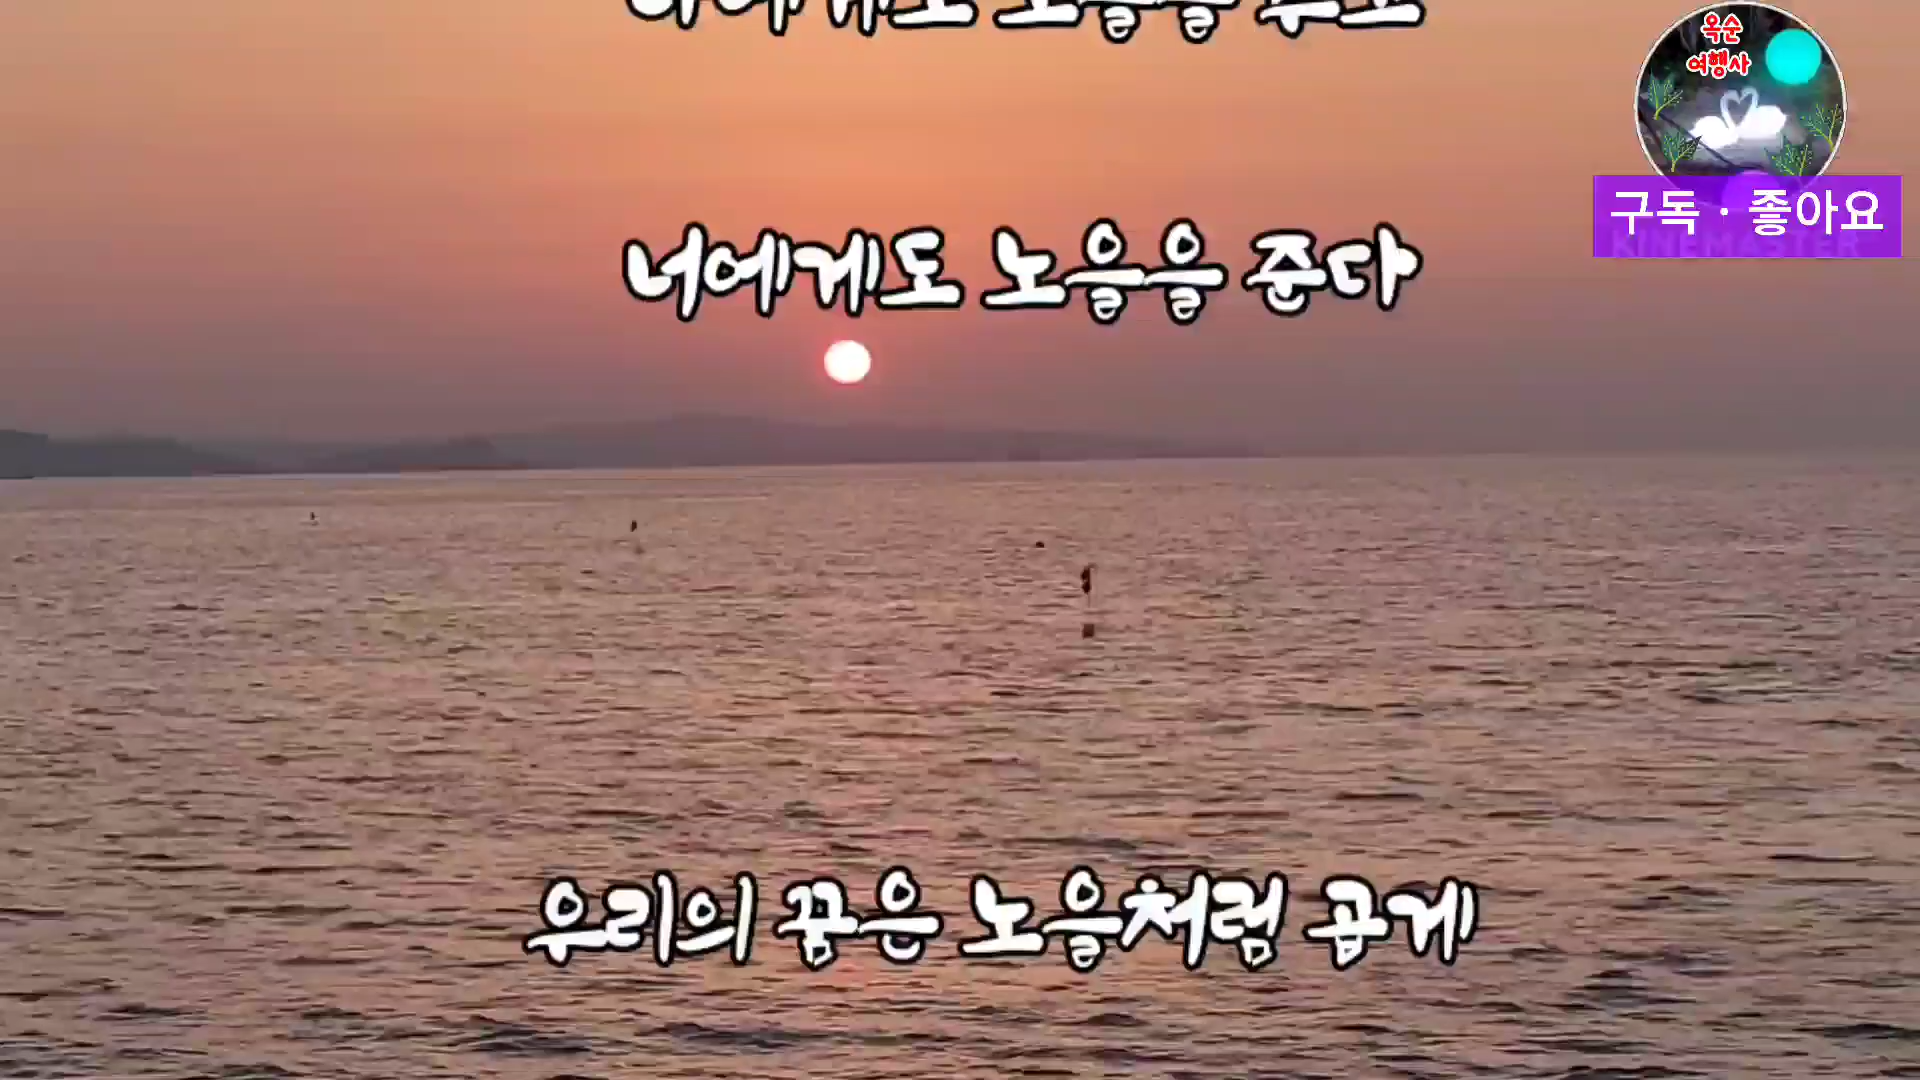 너에게도 노을을 준다
우리의 꿈은 노을처럼 곱게
옥순
여행사
구독 · 좋아요
KINEMASTER